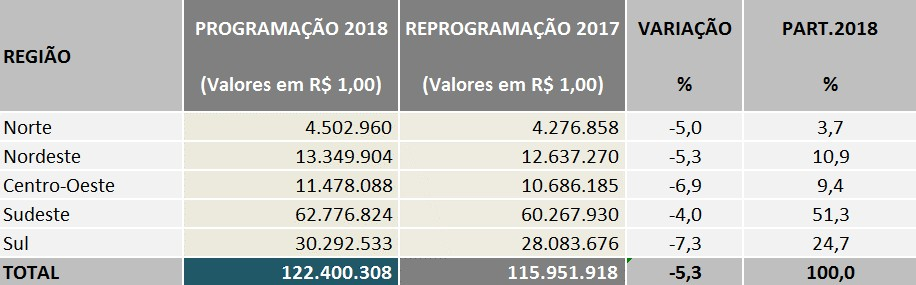 REGIÃO PROGRAMAÇÃO 2018 REPROGRAMAÇÃO 2017 VARIAÇÃO PART.2018
(Valores em R$ 1,00) (Valores em R$ 1,00) % %
Norte 4.502.960 4.276.858 -5,0 3,7
Nordeste 13.349.904 12.637.270 -5,3 10,9
Centro-Oeste 11.478.088 10.686.185 -6,9 9,4
Sudeste 62.776.824 60.267.930 -4,0 51,3
Sul 30.292.533 28.083.676 -7,3 24,7
TOTAL 122.400.308 115.951.918 -5,3 100,0